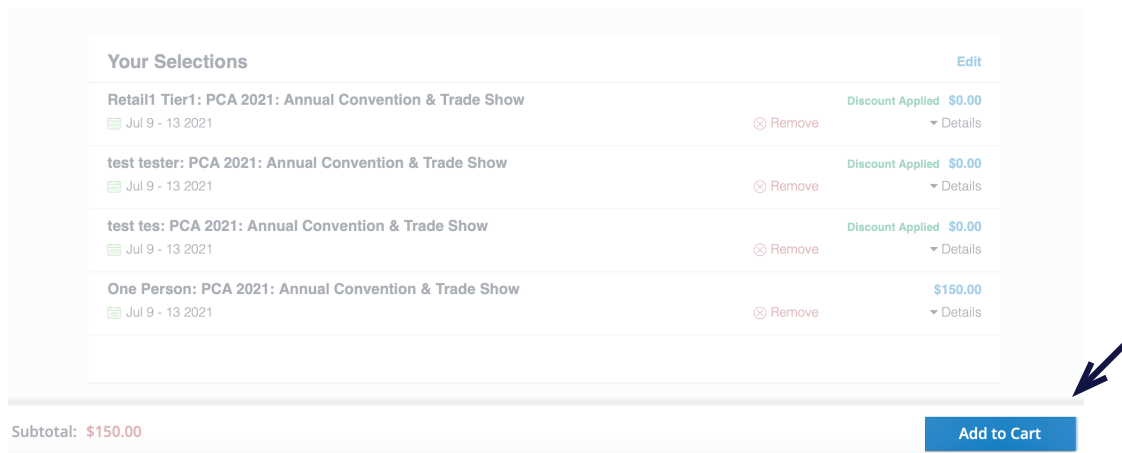 Your Selections Edit
Retail1 Tier1: PCA 2021: Annual Convention & Trade Show Discount Applied $0.00
Jul 9 - 13 2021 Remove Details
test tester: PCA 2021: Annual Convention & Trade Show Discount Applied $0.00
Jul 9 - 13 2021 Remove Details
test tes: PCA 2021: Annual Convention & Trade Show Discount Applied $0.00
Jul 9 - 13 2021 Remove Details
One Person: PCA 2021: Annual Convention & Trade Show $150.00
Jul 9 - 13 2021 Remove Details
Subtotal: $150.00 Add to Cart